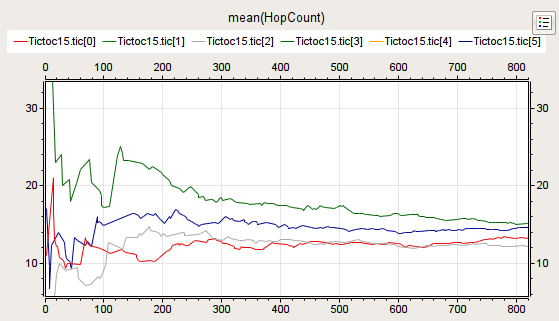 mean(HopCount)
Tictoc15.tic[0] Tictoc15.tic[1] Tictoc15.tic[2] Tictoc15.tic[3] Tictoc15.tic[4] Tictoc15.tic[5]
0 100 200 300 400 500 600 700 800
30 30
20 20
10 10
0 100 200 300 400 500 600 700 800